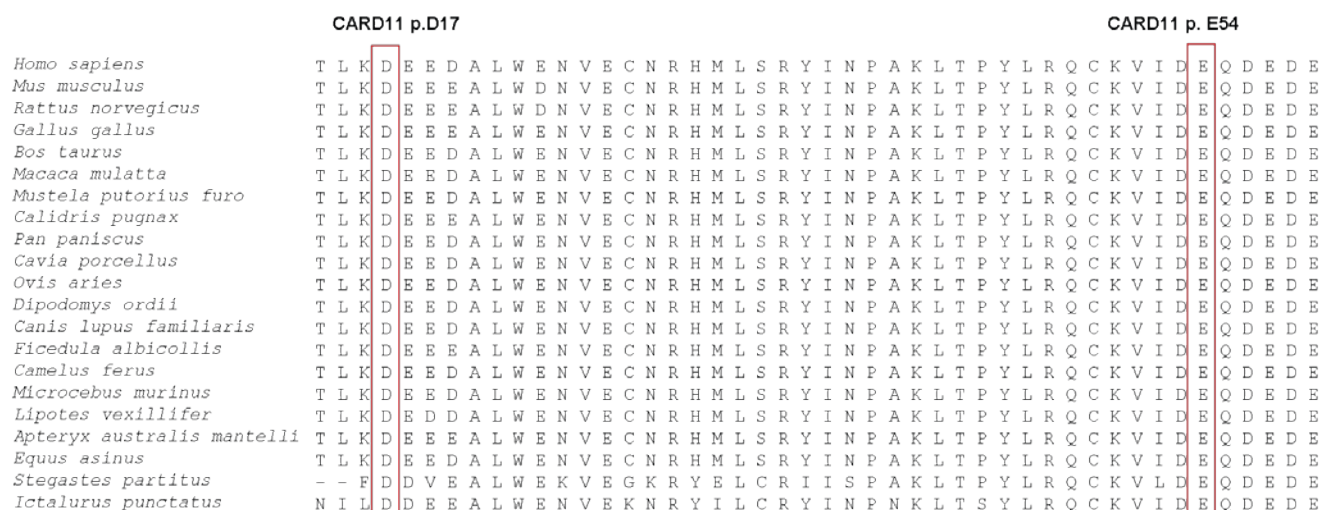 CARD11 p.D17 CARD11 p. E54
Homo sapiens T L K D E E D A L W E N V E C N R H M L S R Y I N P A K L T P Y L R Q C K V I D E Q D E D E
Mus musculus T L K D E E E A L W D N V E C N R H M L S R Y I N P A K L T P Y L R Q C K V I D E Q D E D E
Rattus norvegicus T L K D E E E A L W D N V E C N R H M L S R Y I N P A K L T P Y L R Q C K V I D E Q D E D E
Gallus gallus T L K D E E E A L W E N V E C N R H M L S R Y I N P A K L T P Y L R Q C K V I D E Q D E D E
Bos taurus T L K D E E D A L W E N V E C N R H M L S R Y I N P A K L T P Y L R Q C K V I D E Q D E D E
Macaca mulatta T L K D E E D A L W E N V E C N R H M L S R Y I N P A K L T P Y L R Q C K V I D E Q D E D E
Mustela putorius furo T L K D E E D A L W E N V E C N R H M L S R Y I N P A K L T P Y L R Q C K V I D E Q D E D E
Calidris pugnax T L K D E E E A L W E N V E C N R H M L S R Y I N P A K L T P Y L R Q C K V I D E Q D E D E
Pan paniscus T L K D E E D A L W E N V E C N R H M L S R Y I N P A K L T P Y L R Q C K V I D E Q D E D E
Cavia porcellus T L K D E E D A L W E N V E C N R H M L S R Y I N P A K L T P Y L R Q C K V I D E Q D E D E
Ovis aries T L K D E E D A L W E N V E C N R H M L S R Y I N P A K L T P Y L R Q C K V I D E Q D E D E
Dipodomys ordii T L K D E E D A L W E N V E C N R H M L S R Y I N P A K L T P Y L R Q C K V I D E Q D E D E
Canis lupus familiaris T L K D E E D A L W E N V E C N R H M L S R Y I N P A K L T P Y L R Q C K V I D E Q D E D E
Ficedula albicollis T L K D E E E A L W E N V E C N R H M L S R Y I N P A K L T P Y L R Q C K V I D E Q D E D E
Camelus ferus T L K D E E D A L W E N V E C N R H M L S R Y I N P A K L T P Y L R Q C K V I D E Q D E D E
Microcebus murinus T L K D E E E A L W E N V E C N R H M L S R Y I N P A K L T P Y L R Q C K V I D E Q D E D E
Lipotes vexillifer T L K D E D D A L W E N V E C N R H M L S R Y I N P A K L T P Y L R Q C K V I D E Q D E D E
Apteryx australis mantelli T L K D E E E A L W E N V E C N R H M L S R Y I N P A K L T P Y L R Q C K V I D E Q D E D E
Equus asinus T L K D E E D A L W E N V E C N R H M L S R Y I N P A K L T P Y L R Q C K V I D E Q D E D E
Stegastes partitus - - F D D V E A L W E K V E G K R Y E L C R I I S P A K L T P Y L R Q C K V L D E Q D E D E
Ictalurus punctatus N I L D D E E A L W E N V E K N R Y I L C R Y I N P N K L T S Y L R Q C K V I D E Q D E D E